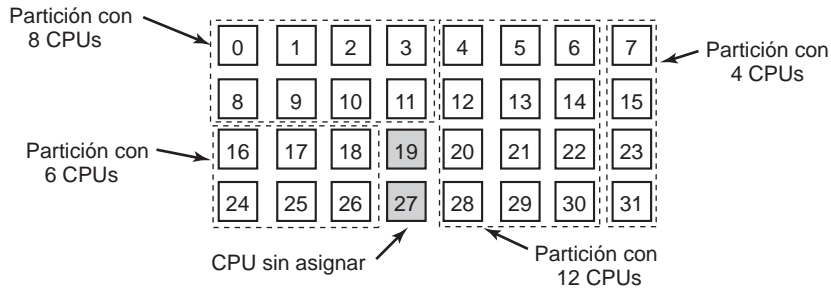 Partición con
8 CPUs
0 1 2 3 4 5 6 7
Partición con
4 CPUs
8 9 10 11 12 13 14 15
Partición con
6 CPUs
16 17 18 19 20 21 22 23
24 25 26 27 28 29 30 31
CPU sin asignar
Partición con
12 CPUs